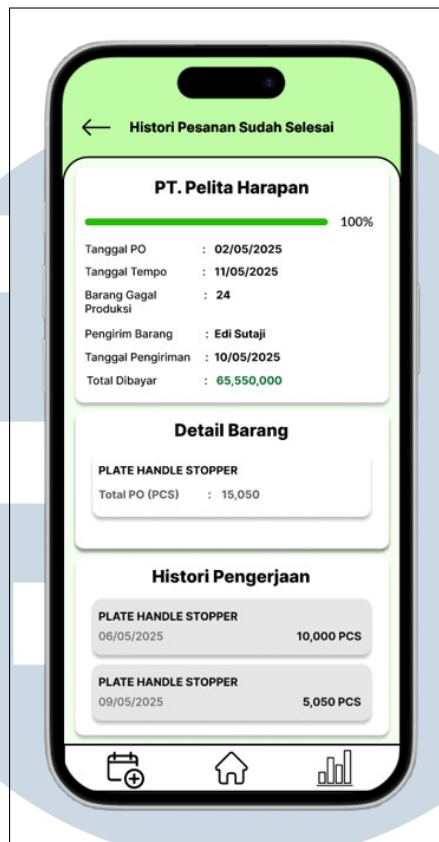 Histori Pesanan Sudah Selesai
PT. Pelita Harapan
100%
Tanggal PO : 02/05/2025
Tanggal Tempo : 11/05/2025
Barang Gagal : 24
Produksi
Pengirim Barang : Edi Sutaji
Tanggal Pengiriman : 10/05/2025
Total Dibayar : 65,550,000
Detail Barang
PLATE HANDLE STOPPER
Total PO (PCS) : 15,050
Histori Pengerjaan
PLATE HANDLE STOPPER
06/05/2025 10,000 PCS
PLATE HANDLE STOPPER
09/05/2025 5,050 PCS